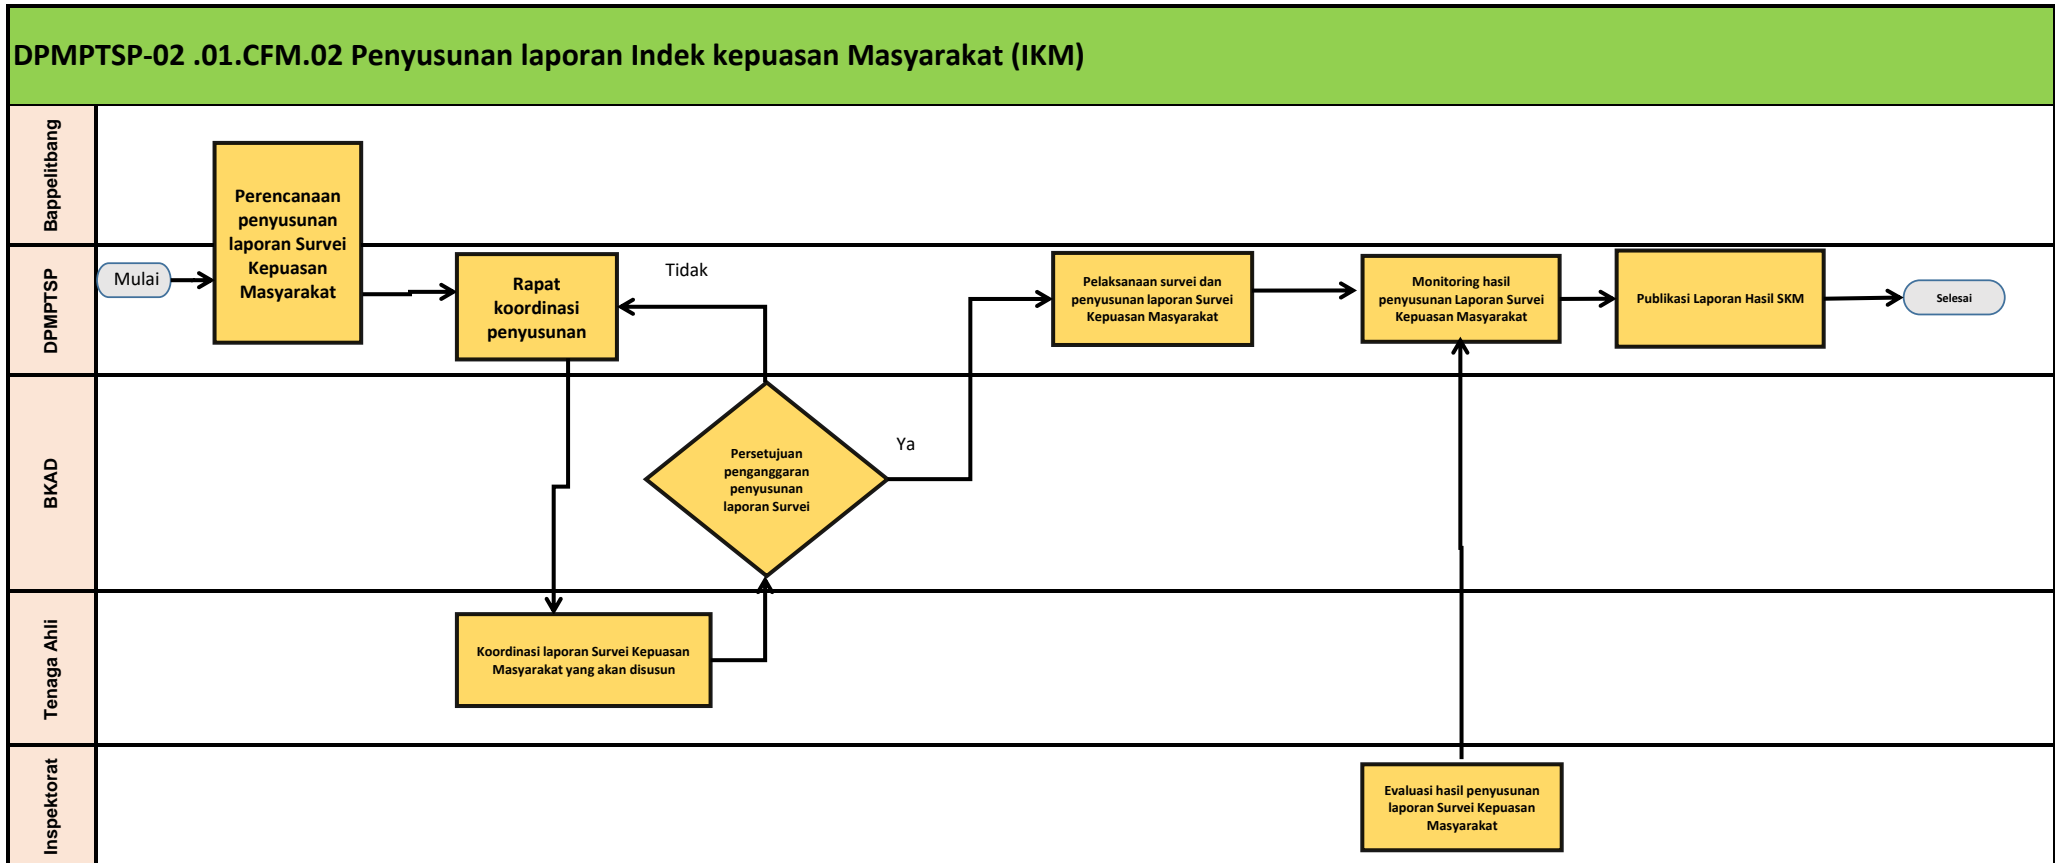 DPMPTSP-02 .01.CFM.02 Penyusunan laporan Indek kepuasan Masyarakat (IKM)
Bappelitbang
Perencanaan
penyusunan
laporan Survei
Kepuasan
Masyarakat
DPMPTSP
Mulai
Rapat
koordinasi
penyusunan
Tidak
Pelaksanaan survei dan
penyusunan laporan Survei
Kepuasan Masyarakat
Monitoring hasil
penyusunan Laporan Survei
Kepuasan Masyarakat
Publikasi Laporan Hasil SKM
Selesai
BKAD
Persetujuan
penganggaran
penyusunan
laporan Survei
Ya
Tenaga Ahli
Koordinasi laporan Survei Kepuasan
Masyarakat yang akan disusun
Inspektorat
Evaluasi hasil penyusunan
laporan Survei Kepuasan
Masyarakat